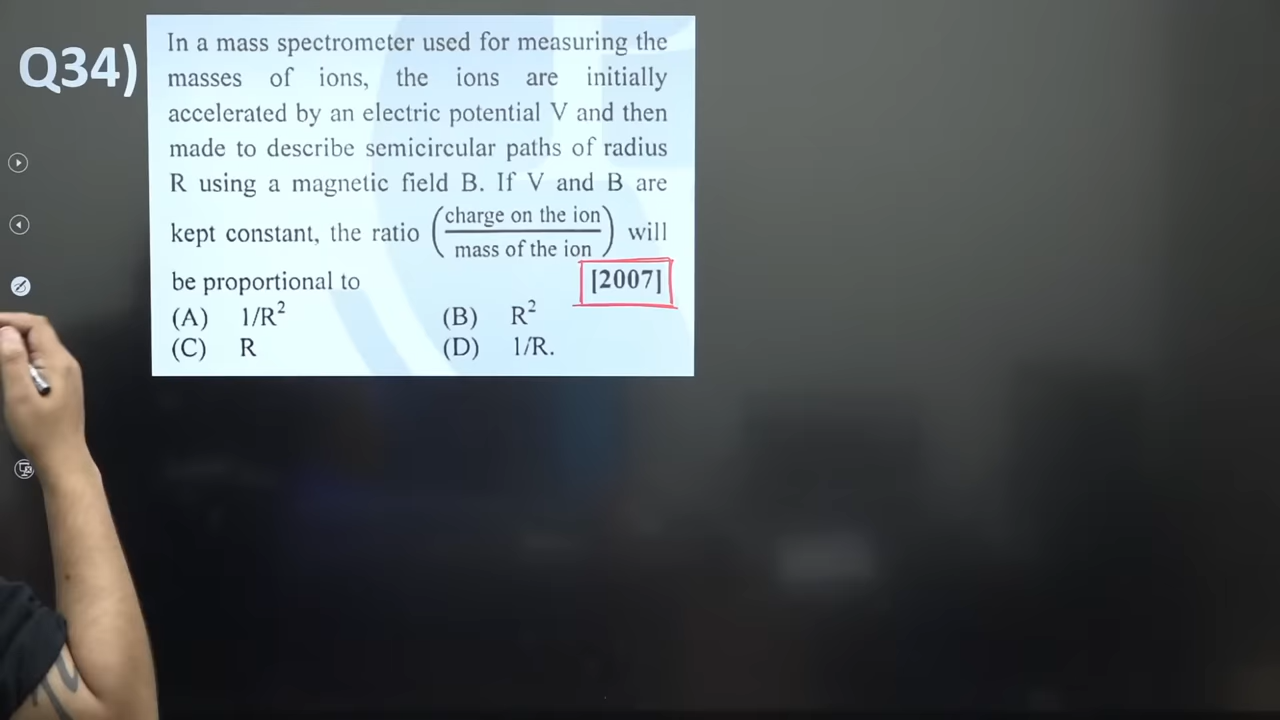 Q34)
In a mass spectrometer used for measuring the
masses of ions, the ions are initially
accelerated by an electric potential V and then
made to describe semicircular paths of radius
R using a magnetic field B. If V and B are
kept constant, the ratio (charge on the ion / mass of the ion) will
be proportional to [2007]
(A) 1/R² (B) R²
(C) R (D) 1/R.